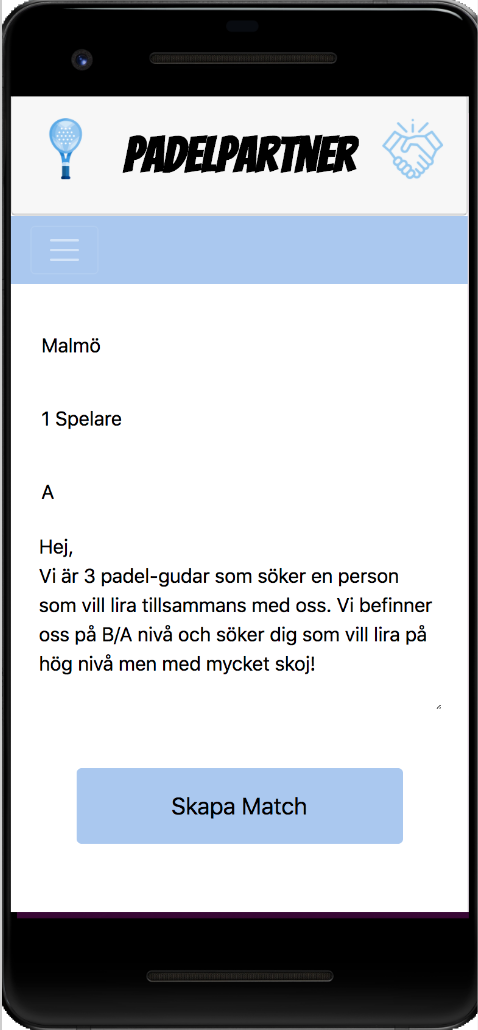 PADELPARTNER
Malmö
1 Spelare
A
Hej,
Vi är 3 padel-gudar som söker en person
som vill lira tillsammans med oss. Vi befinner
oss på B/A nivå och söker dig som vill lira på
hög nivå men med mycket skoj!
Skapa Match